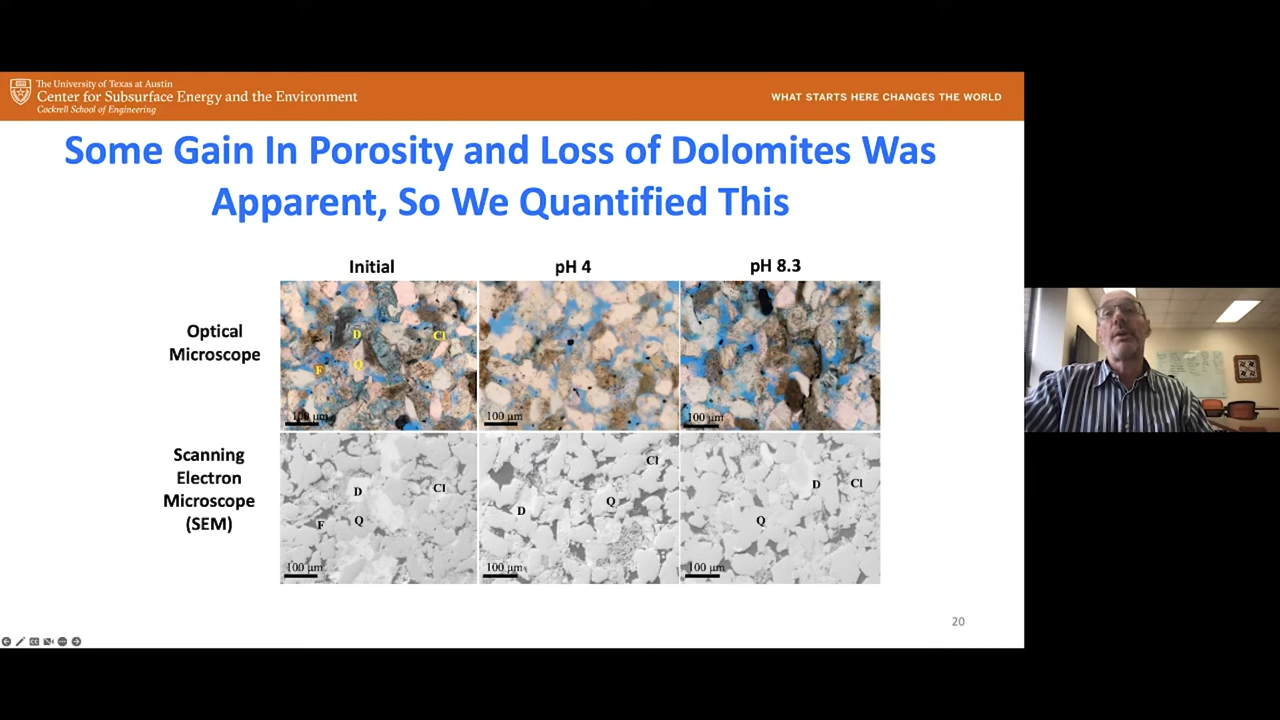 The University of Texas at Austin
Center for Subsurface Energy and the Environment
Cockrell School of Engineering
WHAT STARTS HERE CHANGES THE WORLD
Some Gain In Porosity and Loss of Dolomites Was
Apparent, So We Quantified This
Initial
pH 4
pH 8.3
Optical
Microscope
D
Cl
F
Q
100 μm
100 μm
100 μm
Scanning
Electron
Microscope
(SEM)
D
Cl
F
Q
100 μm
Cl
Q
D
100 μm
D
Cl
Q
100 μm
20